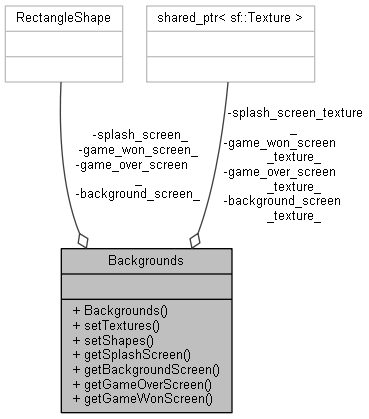 RectangleShape
shared_ptr< sf::Texture >
-splash_screen_
-game_won_screen_
-game_over_screen
_
-background_screen_
-splash_screen_texture
_
-game_won_screen
_texture_
-game_over_screen
_texture_
-background_screen
_texture_
Backgrounds
+ Backgrounds()
+ setTextures()
+ setShapes()
+ getSplashScreen()
+ getBackgroundScreen()
+ getGameOverScreen()
+ getGameWonScreen()